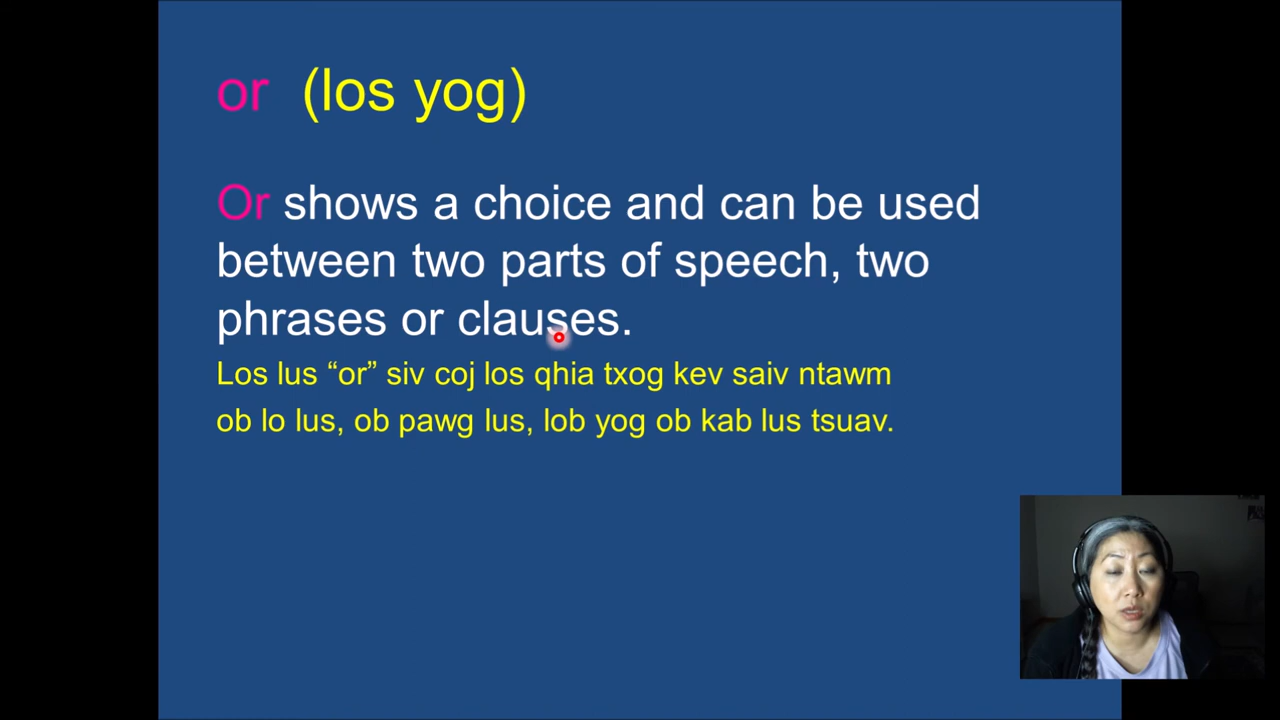 or (los yog)
Or shows a choice and can be used
between two parts of speech, two
phrases or clauses.
Los lus “or” siv coj los qhia txog kev saiv ntawm
ob lo lus, ob pawg lus, lob yog ob kab lus tsuav.